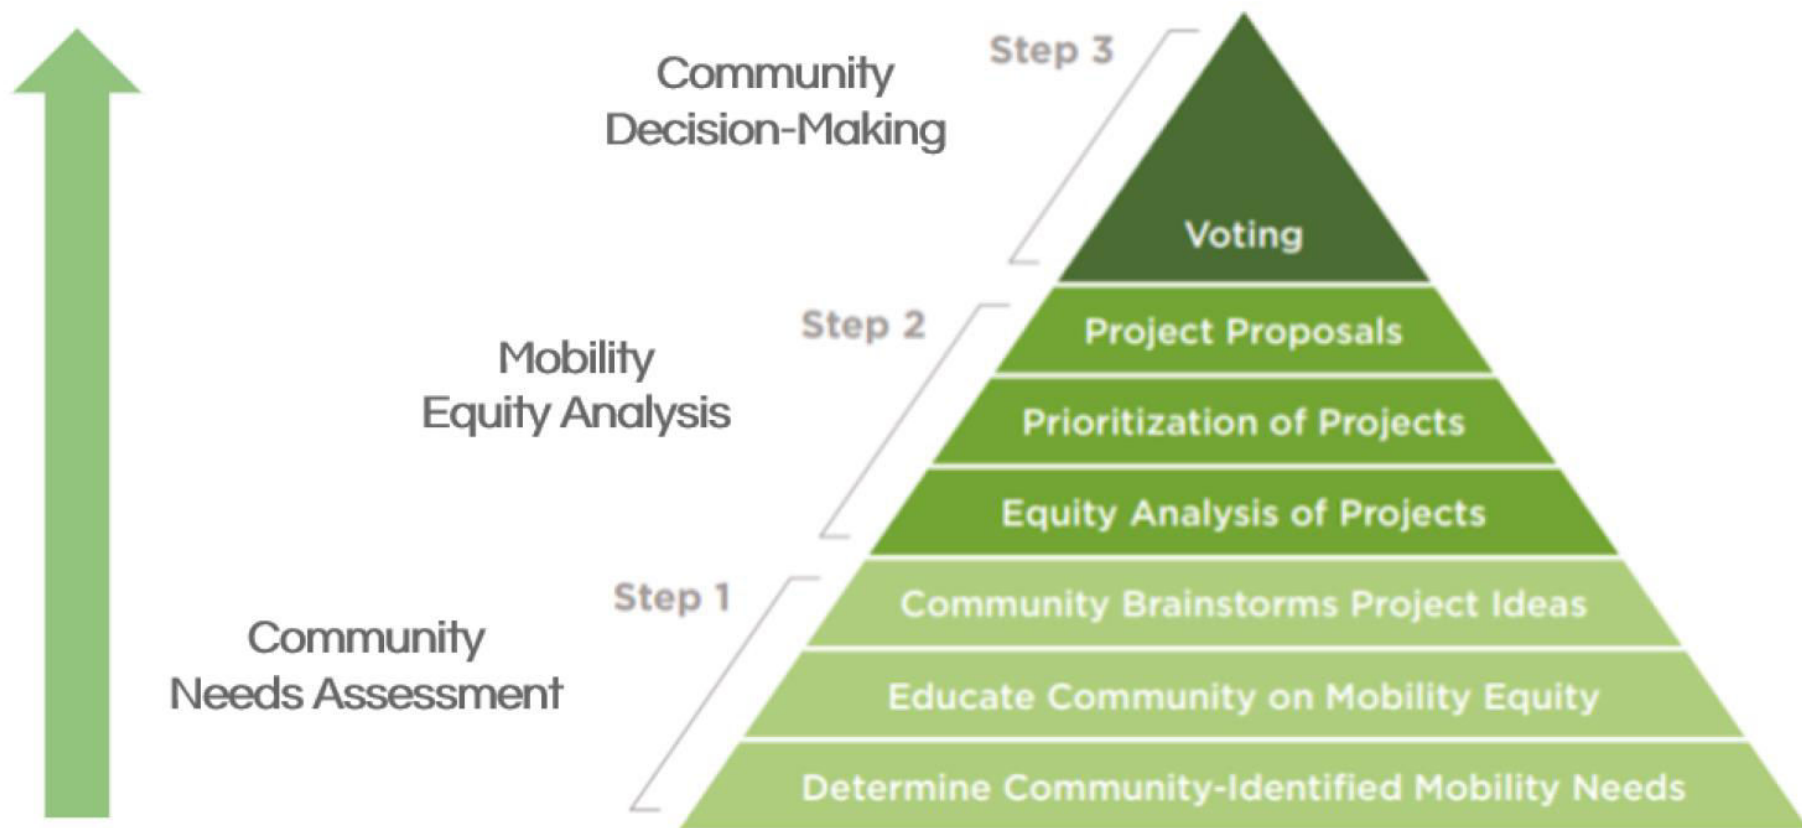 Step 3
Community
Decision-Making
Voting
Step 2
Project Proposals
Mobility
Equity Analysis
Prioritization of Projects
Equity Analysis of Projects
Step 1
Community Brainstorms Project Ideas
Community
Needs Assessment
Educate Community on Mobility Equity
Determine Community-Identified Mobility Needs